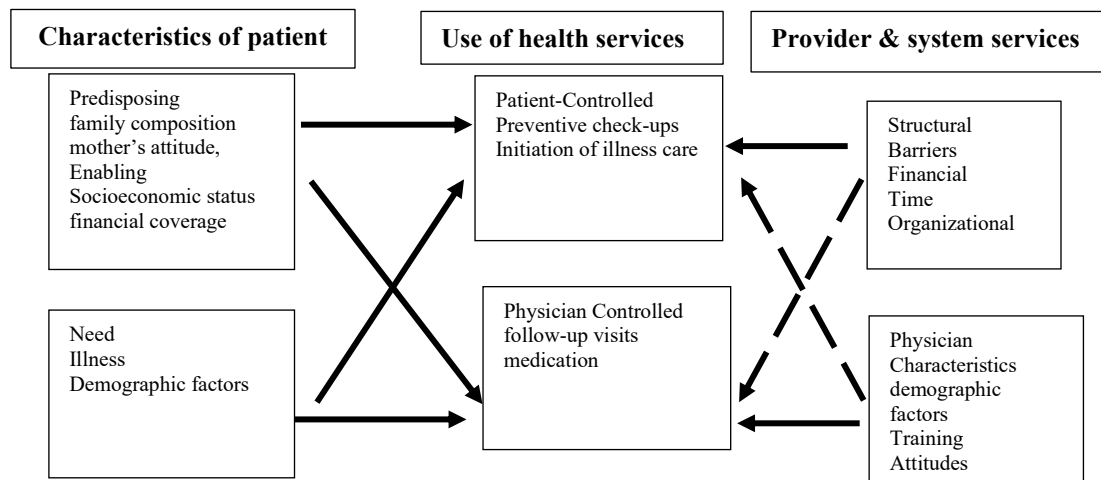 Characteristics of patient
Use of health services
Provider & system services
Predisposing
family composition
mother’s attitude,
Enabling
Socioeconomic status
financial coverage
Need
Illness
Demographic factors
Patient-Controlled
Preventive check-ups
Initiation of illness care
Physician Controlled
follow-up visits
medication
Structural
Barriers
Financial
Time
Organizational
Physician
Characteristics
demographic
factors
Training
Attitudes